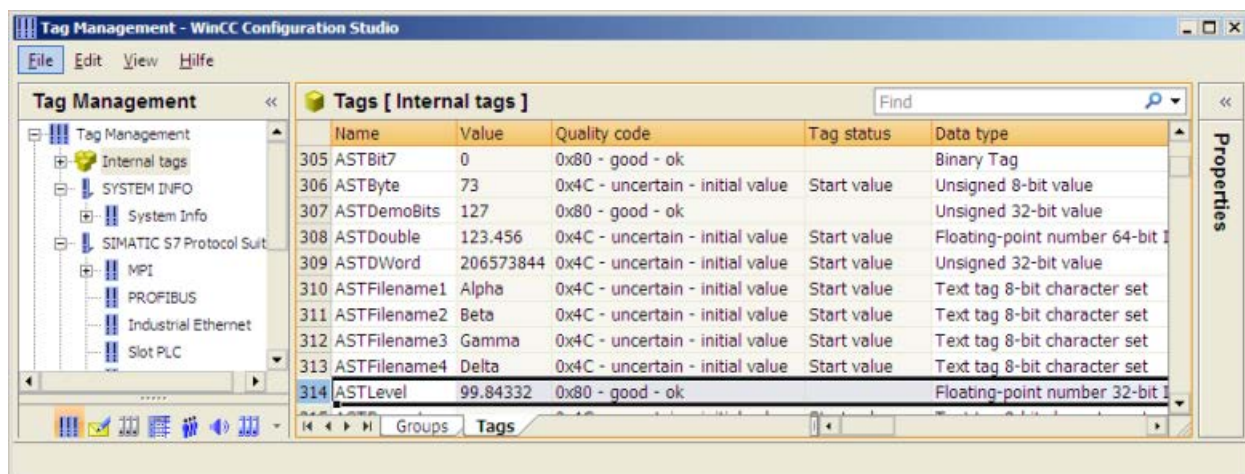 Tag Management - WinCC Configuration Studio
File Edit View Hilfe
Tag Management «
Tags [ Internal tags ]
Find
«
Properties
Tag Management
Internal tags
SYSTEM INFO
System Info
SIMATIC S7 Protocol Suit
MPI
PROFIBUS
Industrial Ethernet
Slot PLC
Name Value Quality code Tag status Data type
305 ASTBit7 0 0x80 - good - ok Binary Tag
306 ASTByte 73 0x4C - uncertain - initial value Start value Unsigned 8-bit value
307 ASTDemoBits 127 0x80 - good - ok Unsigned 32-bit value
308 ASTDouble 123.456 0x4C - uncertain - initial value Start value Floating-point number 64-bit I
309 ASTDWord 206573844 0x4C - uncertain - initial value Start value Unsigned 32-bit value
310 ASTFilename1 Alpha 0x4C - uncertain - initial value Start value Text tag 8-bit character set
311 ASTFilename2 Beta 0x4C - uncertain - initial value Start value Text tag 8-bit character set
312 ASTFilename3 Gamma 0x4C - uncertain - initial value Start value Text tag 8-bit character set
313 ASTFilename4 Delta 0x4C - uncertain - initial value Start value Text tag 8-bit character set
314 ASTLevel 99.84332 0x80 - good - ok Floating-point number 32-bit I
Groups Tags